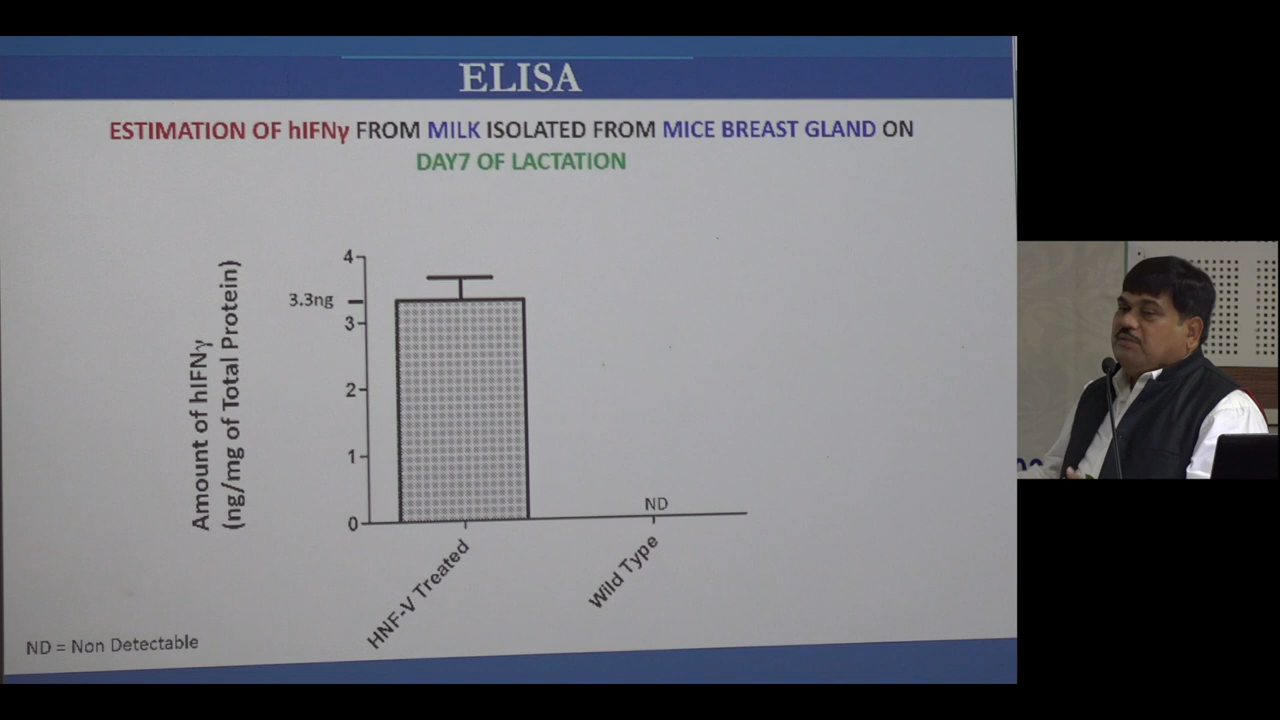 ELISA
ESTIMATION OF hIFNγ FROM MILK ISOLATED FROM MICE BREAST GLAND ON
DAY7 OF LACTATION
Amount of hIFNγ
(ng/mg of Total Protein)
4
3.3ng
3
2
1
0
ND
HNF-V Treated
Wild Type
ND = Non Detectable